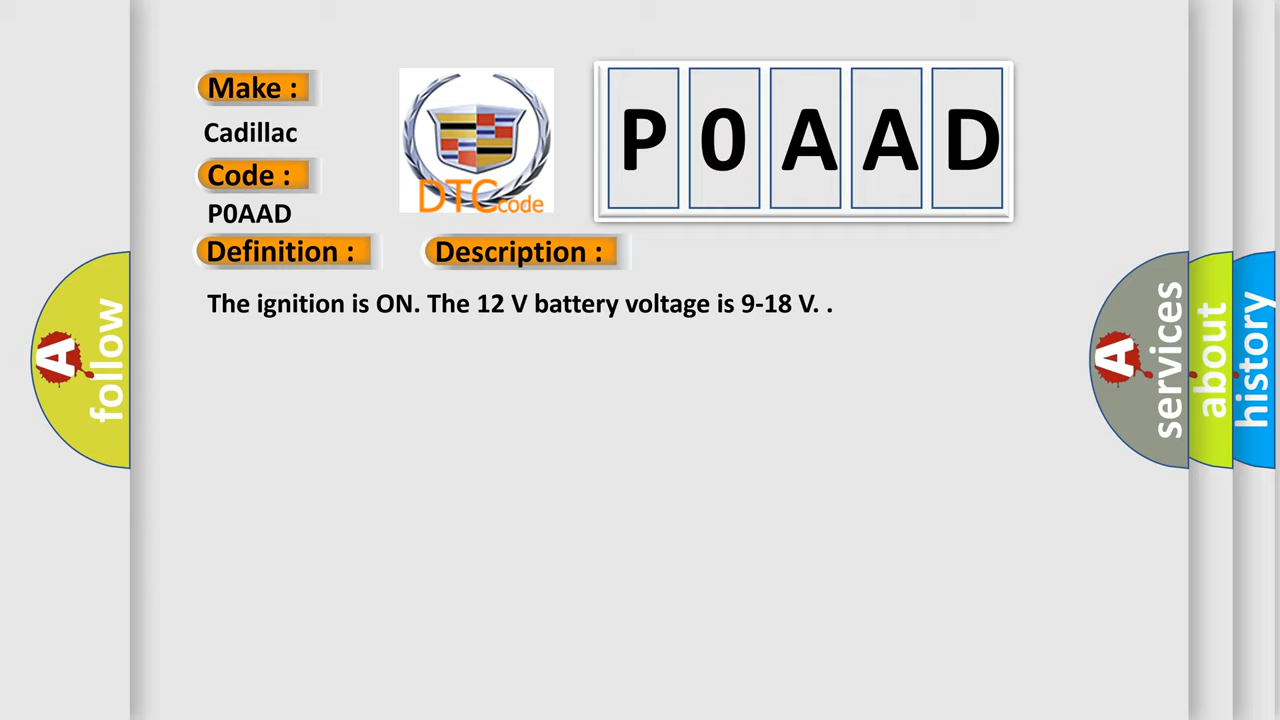 Make :
Cadillac
Code :
P0AAD
Definition :
Description :
The ignition is ON. The 12 V battery voltage is 9-18 V. .
DTCcode
P0AAD
A follow
A services
about
history